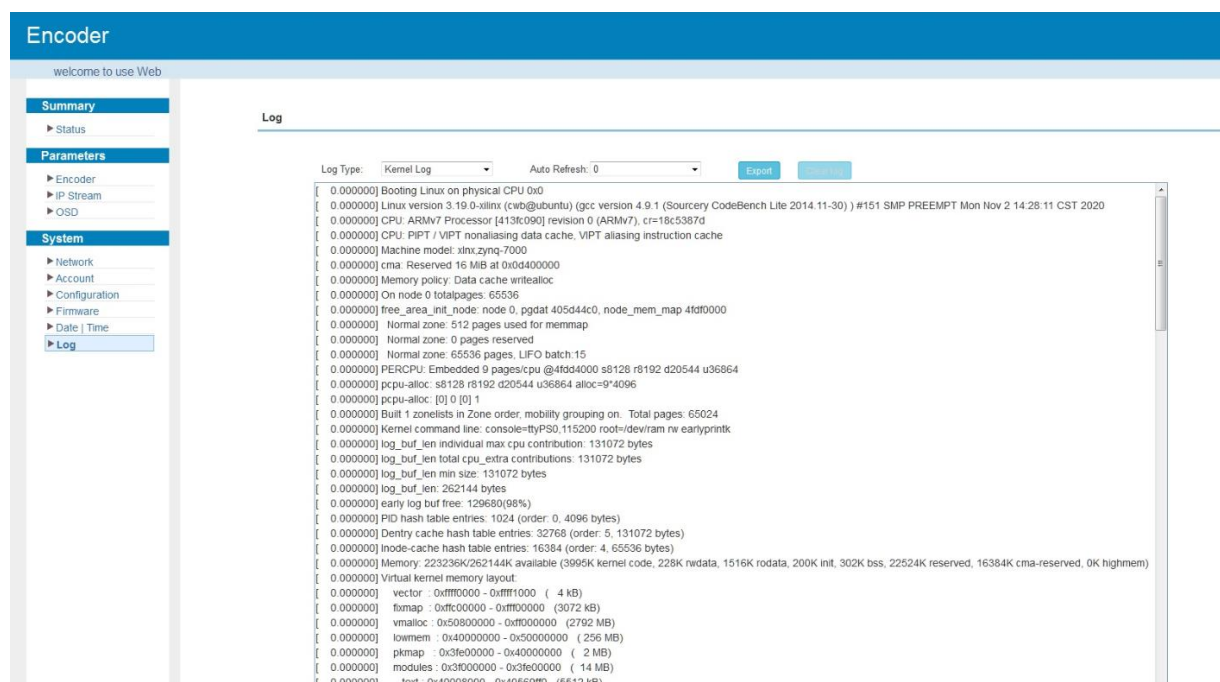 Encoder
welcome to use Web
Summary
Status
Parameters
Encoder
IP Stream
OSD
System
Network
Account
Configuration
Firmware
Date | Time
Log
Log
Log Type: Kernel Log Auto Refresh: 0 Export
[ 0.000000] Booting Linux on physical CPU 0x0
[ 0.000000] Linux version 3.19.0-xilinx (cwb@ubuntu) (gcc version 4.9.1 (Sourcery CodeBench Lite 2014.11-30) ) #151 SMP PREEMPT Mon Nov 2 14:28:11 CST 2020
[ 0.000000] CPU: ARMv7 Processor [413fc090] revision 0 (ARMv7), cr=18c5387d
[ 0.000000] CPU: PIPT / VIPT nonaliasing data cache, VIPT aliasing instruction cache
[ 0.000000] Machine model: xlnx,zynq-7000
[ 0.000000] cma: Reserved 16 MiB at 0x0d400000
[ 0.000000] Memory policy: Data cache writealloc
[ 0.000000] On node 0 totalpages: 65536
[ 0.000000] free_area_init_node: node 0, pgdat 405d44c0, node_mem_map 4fdf0000
[ 0.000000] Normal zone: 512 pages used for memmap
[ 0.000000] Normal zone: 0 pages reserved
[ 0.000000] Normal zone: 65536 pages, LIFO batch:15
[ 0.000000] PERCPU: Embedded 9 pages/cpu @4fdd4000 s8128 r8192 d20544 u36864
[ 0.000000] pcpu-alloc: s8128 r8192 d20544 u36864 alloc=9*4096
[ 0.000000] pcpu-alloc: [0] 0 [0] 1
[ 0.000000] Built 1 zonelists in Zone order, mobility grouping on. Total pages: 65024
[ 0.000000] Kernel command line: console=ttyPS0,115200 root=/dev/ram rw earlyprintk
[ 0.000000] log_buf_len individual max cpu contribution: 131072 bytes
[ 0.000000] log_buf_len total cpu_extra contributions: 131072 bytes
[ 0.000000] log_buf_len min size: 131072 bytes
[ 0.000000] log_buf_len: 262144 bytes
[ 0.000000] early log buf free: 129680(98%)
[ 0.000000] PID hash table entries: 1024 (order: 0, 4096 bytes)
[ 0.000000] Dentry cache hash table entries: 32768 (order: 5, 131072 bytes)
[ 0.000000] Inode-cache hash table entries: 16384 (order: 4, 65536 bytes)
[ 0.000000] Memory: 223236K/262144K available (3995K kernel code, 228K rwdata, 1516K rodata, 200K init, 302K bss, 22524K reserved, 16384K cma-reserved, 0K highmem)
[ 0.000000] Virtual kernel memory layout:
[ 0.000000] vector : 0xffff0000 - 0xffff1000 ( 4 kB)
[ 0.000000] fixmap : 0xffc00000 - 0xfff00000 (3072 kB)
[ 0.000000] vmalloc : 0x50800000 - 0xff000000 (2792 MB)
[ 0.000000] lowmem : 0x40000000 - 0x50000000 ( 256 MB)
[ 0.000000] pkmap : 0x3fe00000 - 0x40000000 ( 2 MB)
[ 0.000000] modules : 0x3f000000 - 0x3fe00000 ( 14 MB)